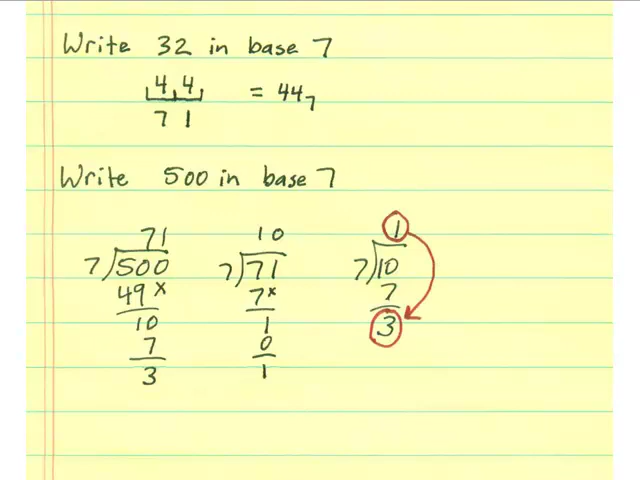 Write 32 in base 7
4 4 = 44₇
7 1
Write 500 in base 7
71 10 1
7)500 7)71 7)10
49x 7x 7
10 1 3
7 0
3 1